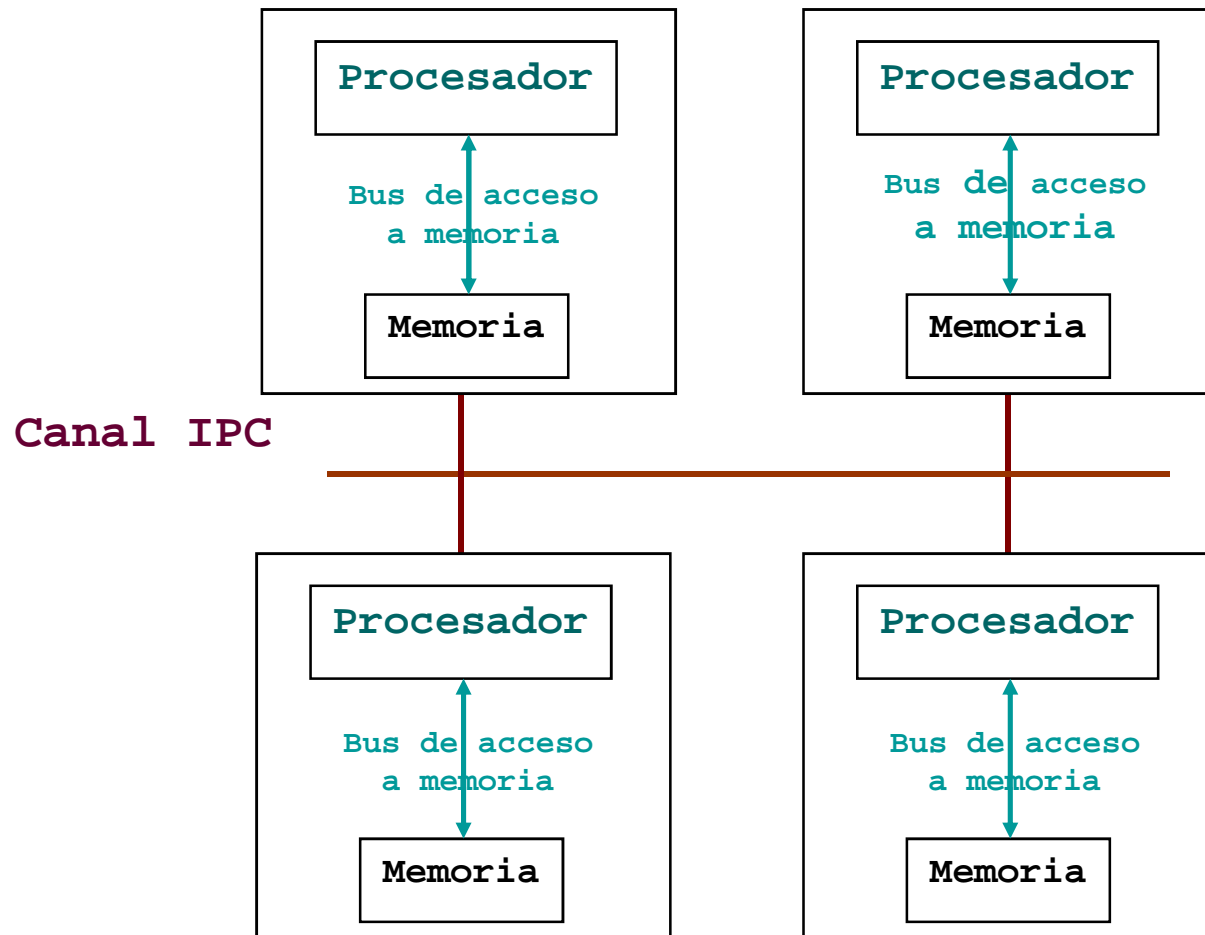 Procesador
Bus de acceso
a memoria
Memoria
Procesador
Bus de acceso
a memoria
Memoria
Canal IPC
Procesador
Bus de acceso
a memoria
Memoria
Procesador
Bus de acceso
a memoria
Memoria